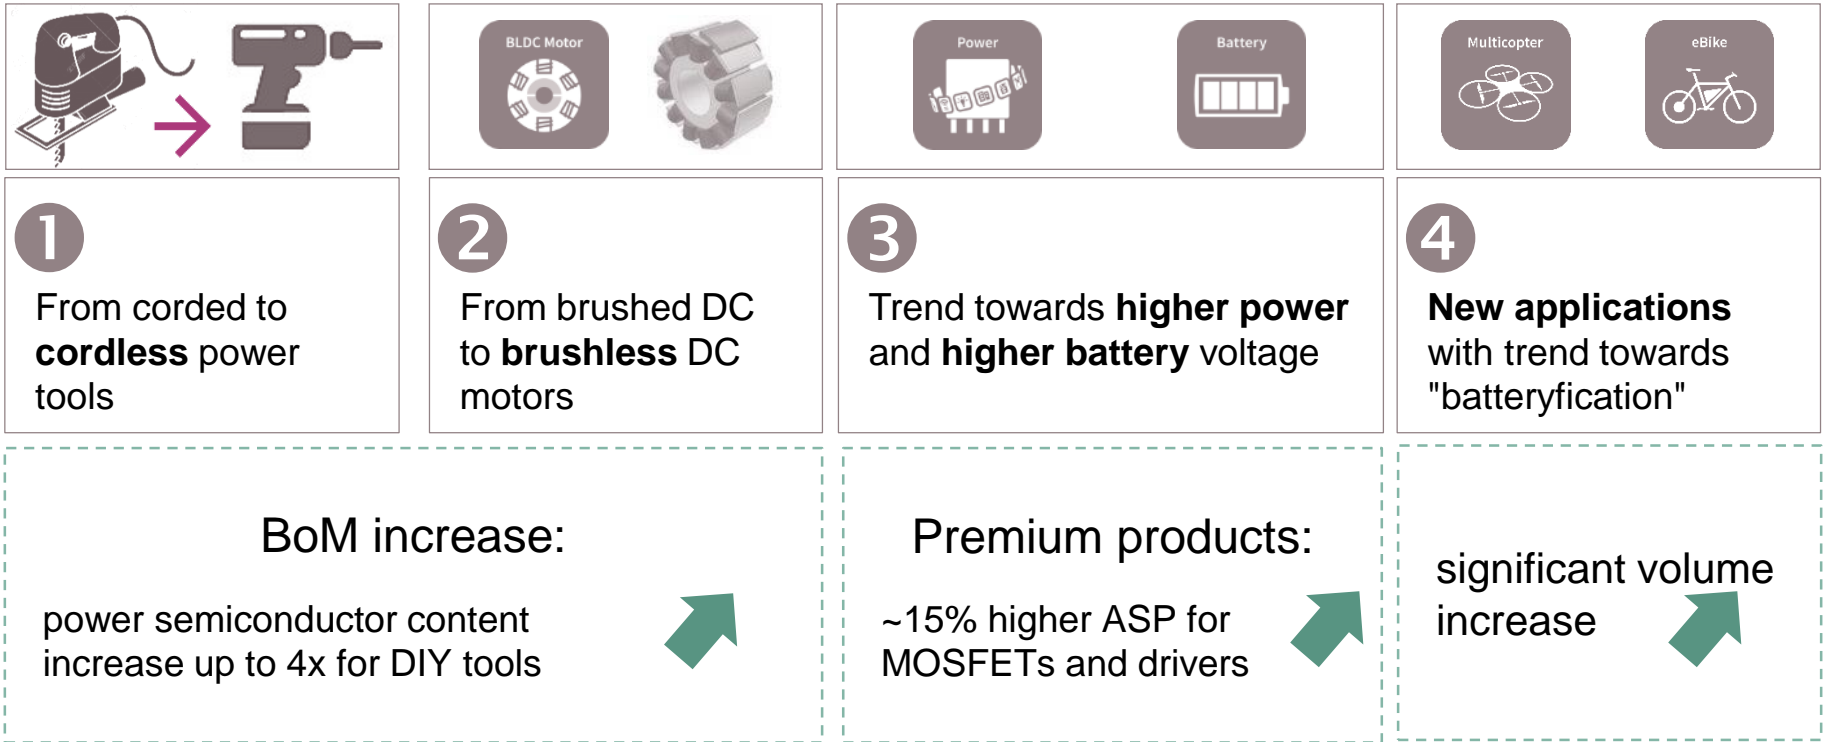 BLDC Motor
Power
Battery
Multicopter
eBike
1
From corded to
cordless power
tools
2
From brushed DC
to brushless DC
motors
3
Trend towards higher power
and higher battery voltage
4
New applications
with trend towards
"batteryfication"
BoM increase:
power semiconductor content
increase up to 4x for DIY tools
Premium products:
~15% higher ASP for
MOSFETs and drivers
significant volume
increase